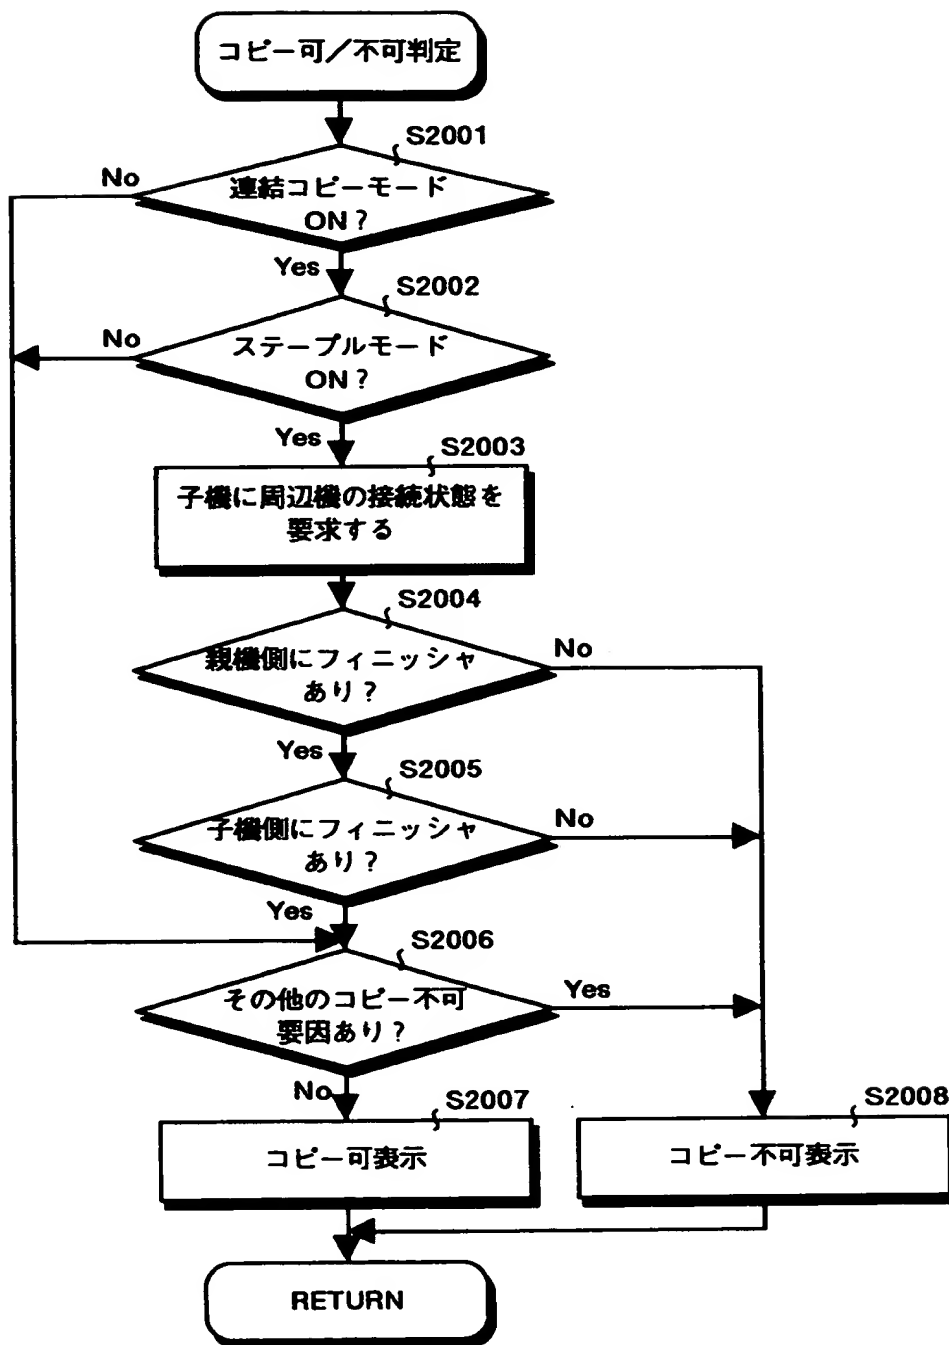 コピー可／不可判定
S2001
No
連結コピーモード
ON？
Yes
S2002
No
ステープルモード
ON？
Yes
S2003
子機に周辺機の接続状態を
要求する
S2004
親機側にフィニッシャ
あり？
No
Yes
S2005
子機側にフィニッシャ
あり？
No
Yes
S2006
その他のコピー不可
要因あり？
Yes
No
S2007
コピー可表示
S2008
コピー不可表示
RETURN